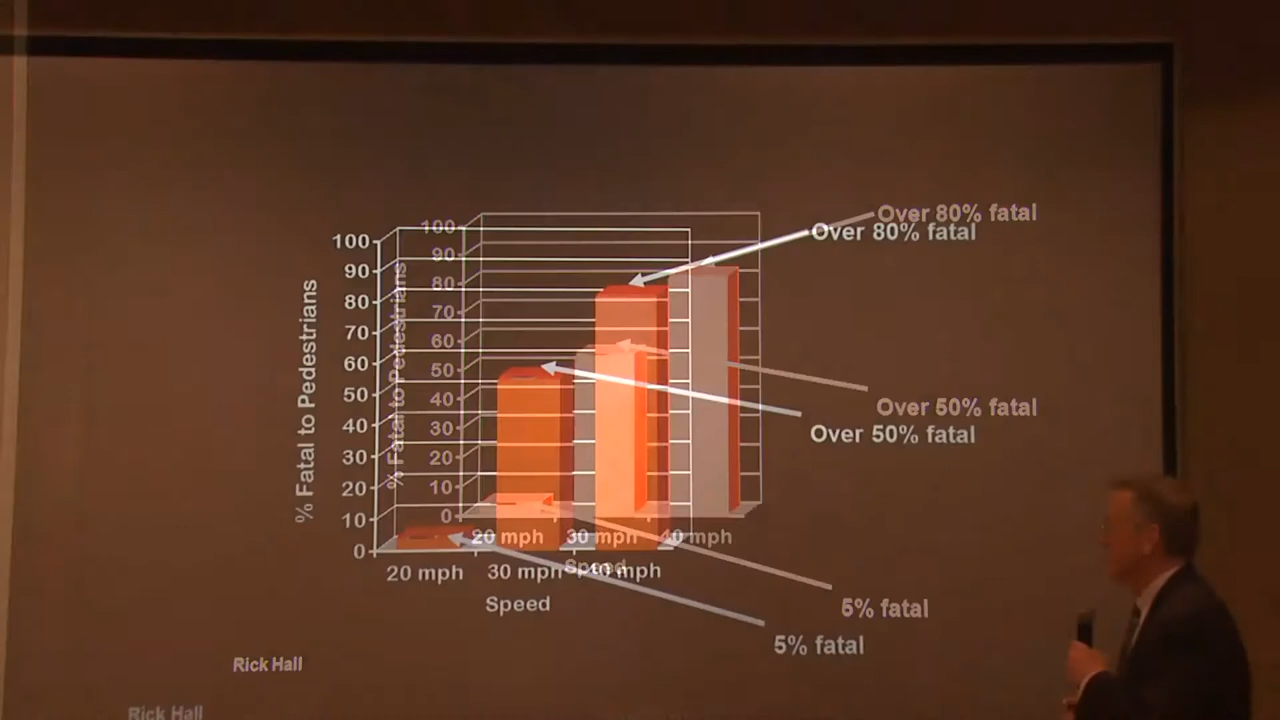 Over 80% fatal
Over 80% fatal
100
90
80
70
60
50
40
30
20
10
0
% Fatal to Pedestrians
100
90
80
70
60
50
40
30
20
10
0
% Fatal to Pedestrians
Over 50% fatal
Over 50% fatal
20 mph 30 mph 40 mph
Speed
20 mph 30 mph 40 mph
Speed
5% fatal
5% fatal
Rick Hall
Rick Hall